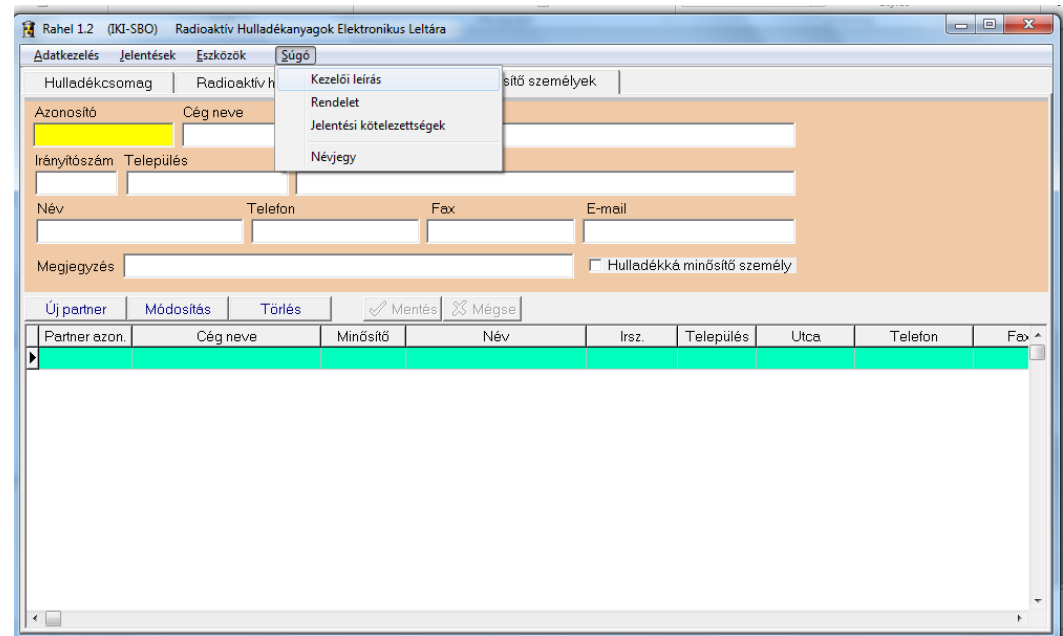 Rahel 1.2 (IKI-SBO) Radioaktív Hulladékanyagok Elektronikus Leltára
Adatkezelés Jelentések Eszközök Súgó
Hulladékcsomag Radioaktív h sítő személyek
Kezelői leírás
Rendelet
Jelentési kötelezettségek
Névjegy
Azonosító Cég neve
Irányítószám Település
Név Telefon Fax E-mail
Megjegyzés Hulladékká minősítő személy
Új partner Módosítás Törlés Mentés Mégse
Partner azon. Cég neve Minősítő Név Irsz. Település Utca Telefon Fax